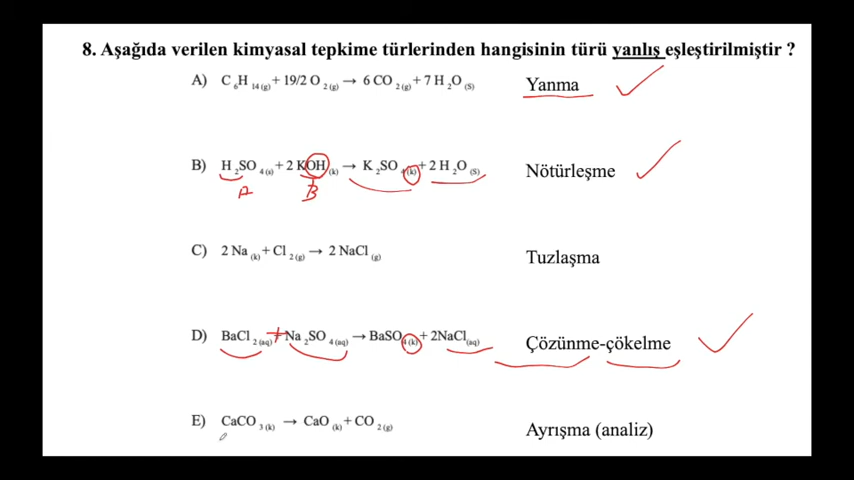 8. Aşağıda verilen kimyasal tepkime türlerinden hangisinin türü yanlış eşleştirilmiştir ?
A) C6H14(g) + 19/2 O2(g) → 6 CO2(g) + 7 H2O(S) Yanma
B) H2SO4(s) + 2 KOH(k) → K2SO4(k) + 2 H2O(S) Nötürleşme
A B
C) 2 Na(k) + Cl2(g) → 2 NaCl(g) Tuzlaşma
D) BaCl2(aq) + Na2SO4(aq) → BaSO4(k) + 2NaCl(aq) Çözünme-çökelme
E) CaCO3(k) → CaO(k) + CO2(g) Ayrışma (analiz)